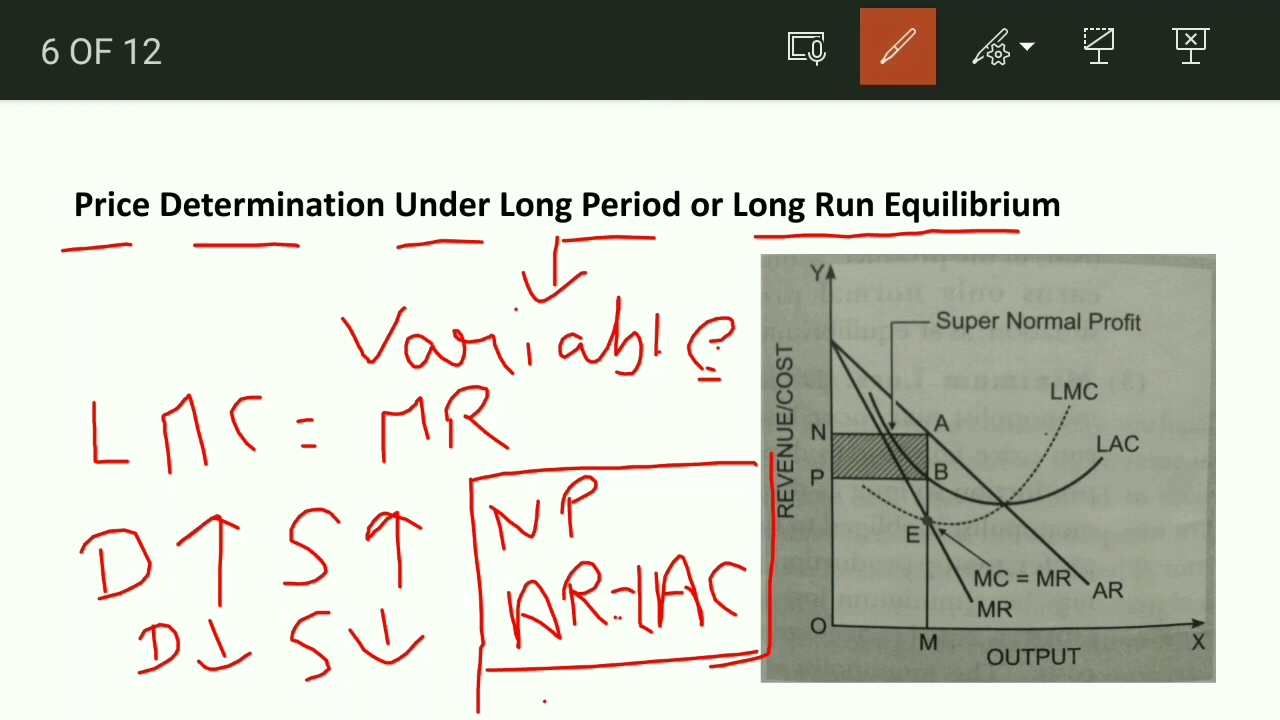 6 OF 12
Price Determination Under Long Period or Long Run Equilibrium
Variable
LMC = MR
D ↑ S ↑
D ↓ S ↓
NP
AR=LAC
Y
Super Normal Profit
REVENUE/COST
LMC
N
A
LAC
P
B
E
MC = MR
AR
MR
O
M
X
OUTPUT